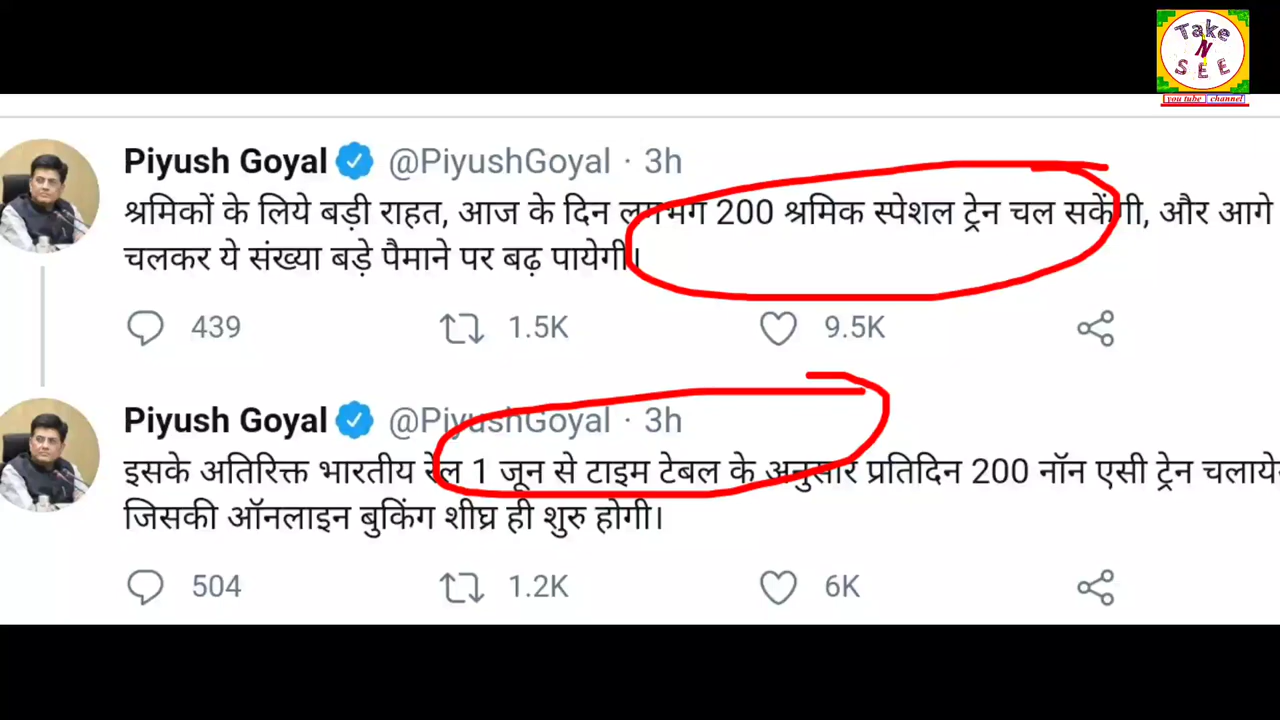 Take
N
SEE
you tube channel
Piyush Goyal @PiyushGoyal · 3h
श्रमिकों के लिये बड़ी राहत, आज के दिन लगभग 200 श्रमिक स्पेशल ट्रेन चल सकेंगी, और आगे
चलकर ये संख्या बड़े पैमाने पर बढ़ पायेगी।
439 1.5K 9.5K
Piyush Goyal @PiyushGoyal · 3h
इसके अतिरिक्त भारतीय रेल 1 जून से टाइम टेबल के अनुसार प्रतिदिन 200 नॉन एसी ट्रेन चलाये
जिसकी ऑनलाइन बुकिंग शीघ्र ही शुरु होगी।
504 1.2K 6K